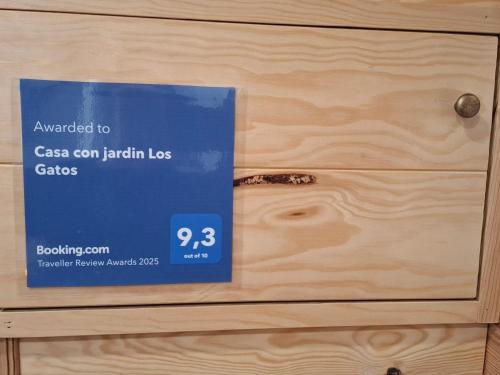 Awarded to
Casa con jardin Los
Gatos
9,3
out of 10
Booking.com
Traveller Review Awards 2025